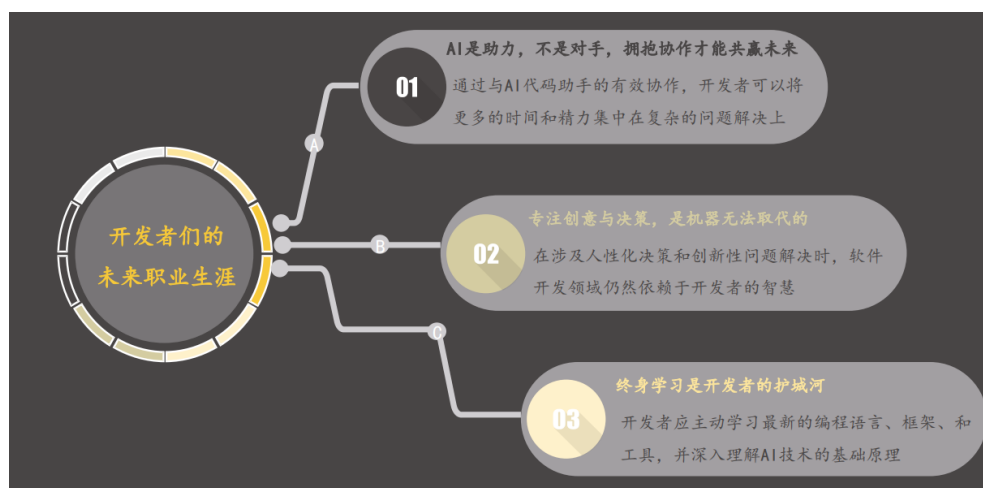 开发者们的
未来职业生涯
A
01
AI是助力，不是对手，拥抱协作才能共赢未来
通过与AI代码助手的有效协作，开发者可以将
更多的时间和精力集中在复杂的问题解决上
B
02
专注创意与决策，是机器无法取代的
在涉及人性化决策和创新性问题解决时，软件
开发领域仍然依赖于开发者的智慧
C
03
终身学习是开发者的护城河
开发者应主动学习最新的编程语言、框架、和
工具，并深入理解AI技术的基础原理